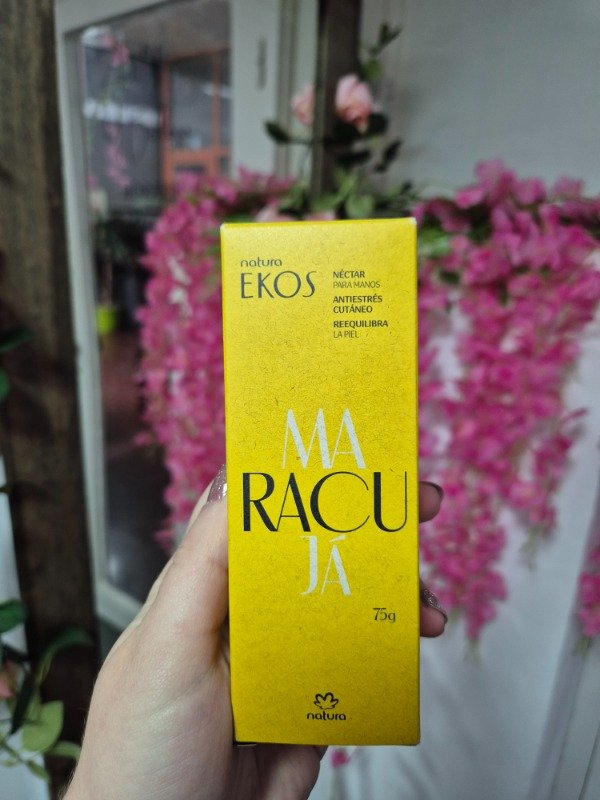 natura
EKOS
NÉCTAR
PARA MANOS
ANTIESTRÉS
CUTÁNEO
REEQUILIBRA
LA PIEL
MA
RACU
JÁ
75g
natura